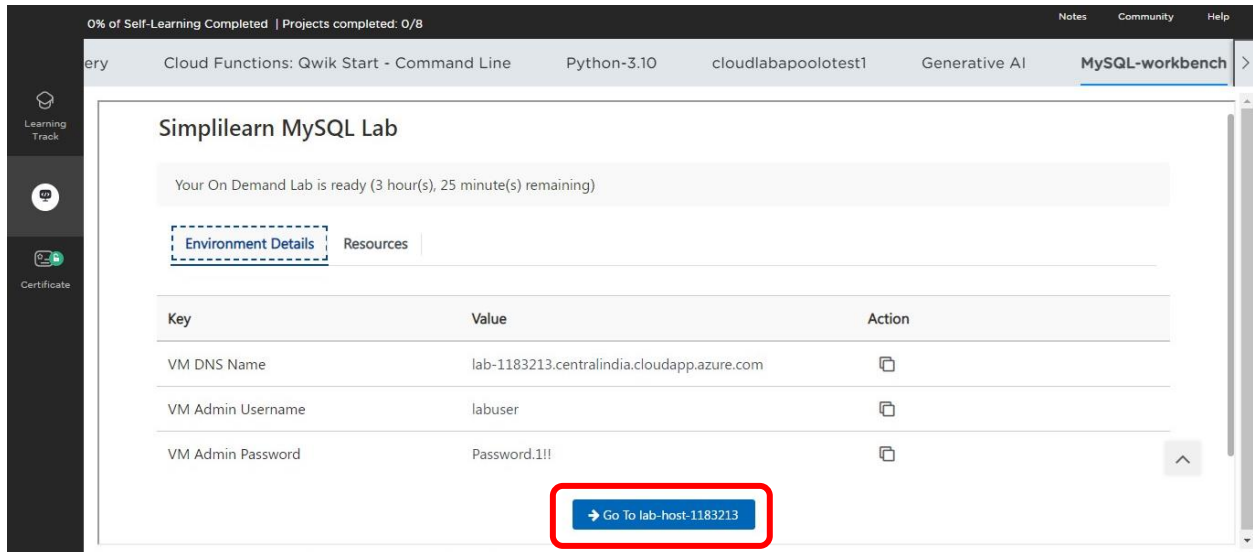 0% of Self-Learning Completed | Projects completed: 0/8
Notes Community Help
ery Cloud Functions: Qwik Start - Command Line Python-3.10 cloudlabapoolotest1 Generative AI MySQL-workbench
Learning
Track
Simplilearn MySQL Lab
Your On Demand Lab is ready (3 hour(s), 25 minute(s) remaining)
Environment Details Resources
Certificate
Key Value Action
VM DNS Name lab-1183213.centralindia.cloudapp.azure.com
VM Admin Username labuser
VM Admin Password Password.1!!
Go To lab-host-1183213